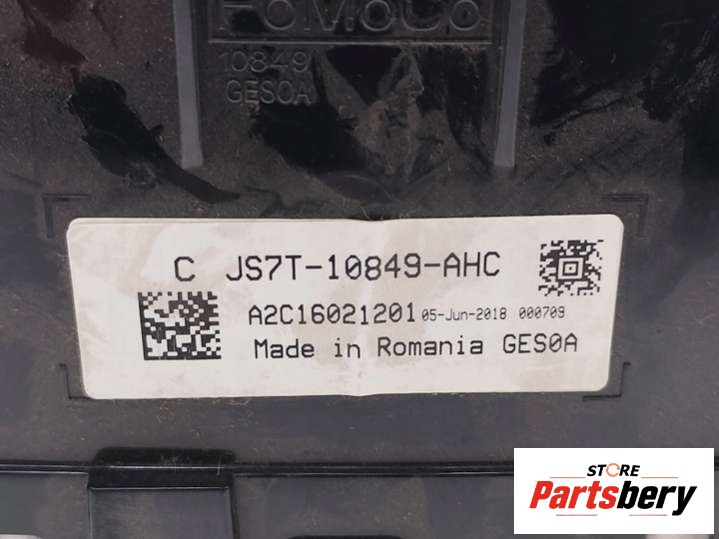 FoMoCo
10849
GES0A
C JS7T-10849-AHC
A2C16021201 05-Jun-2018 000709
Made in Romania GES0A
STORE
Partsbery